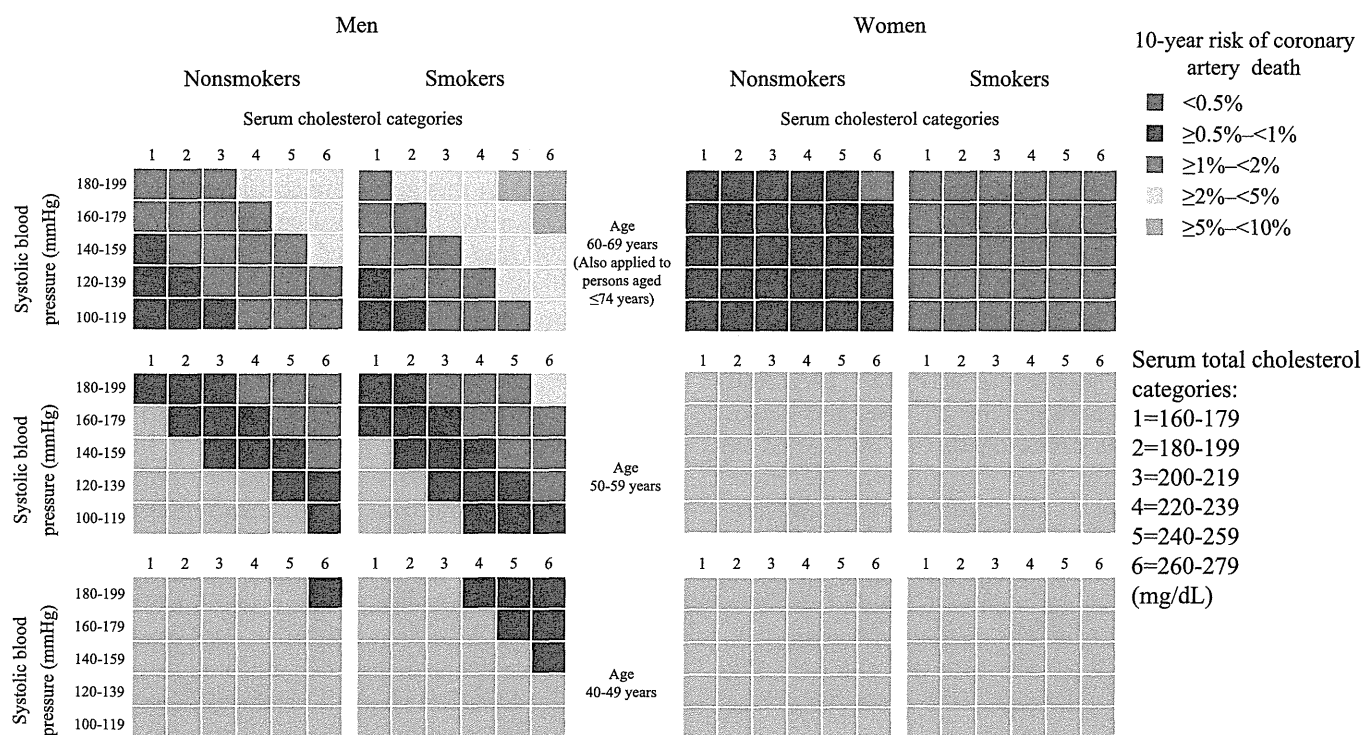 Men
Women
Nonsmokers
Smokers
Nonsmokers
Smokers
Serum cholesterol categories
Serum cholesterol categories
10-year risk of coronary
artery death
<0.5%
≥0.5%–<1%
≥1%–<2%
≥2%–<5%
≥5%–<10%
1 2 3 4 5 6
1 2 3 4 5 6
1 2 3 4 5 6
1 2 3 4 5 6
Systolic blood
pressure (mmHg)
180-199
160-179
140-159
120-139
100-119
Age
60-69 years
(Also applied to
persons aged
≤74 years)
1 2 3 4 5 6
1 2 3 4 5 6
1 2 3 4 5 6
1 2 3 4 5 6
Systolic blood
pressure (mmHg)
180-199
160-179
140-159
120-139
100-119
Age
50-59 years
Serum total cholesterol
categories:
1=160-179
2=180-199
3=200-219
4=220-239
5=240-259
6=260-279
(mg/dL)
1 2 3 4 5 6
1 2 3 4 5 6
1 2 3 4 5 6
1 2 3 4 5 6
Systolic blood
pressure (mmHg)
180-199
160-179
140-159
120-139
100-119
Age
40-49 years